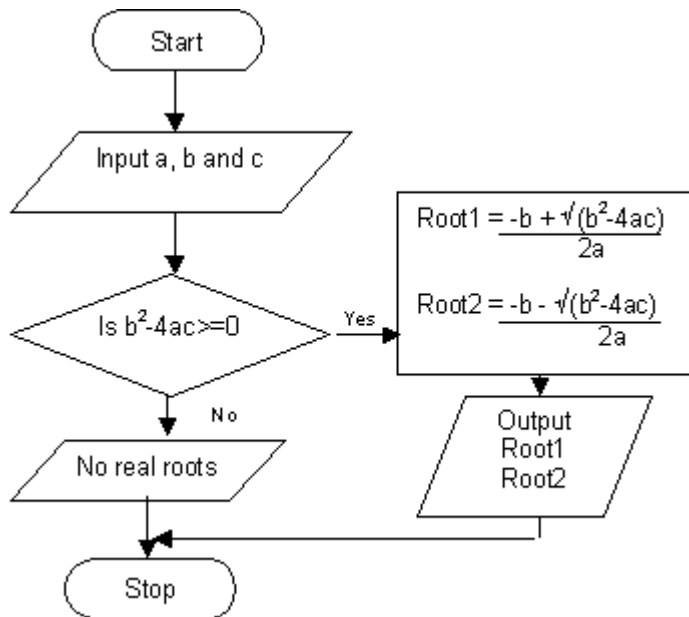 Start
Input a, b and c
Is b²-4ac>=0
Yes
Root1 = -b + √(b²-4ac)
2a
Root2 = -b - √(b²-4ac)
2a
No
No real roots
Output
Root1
Root2
Stop